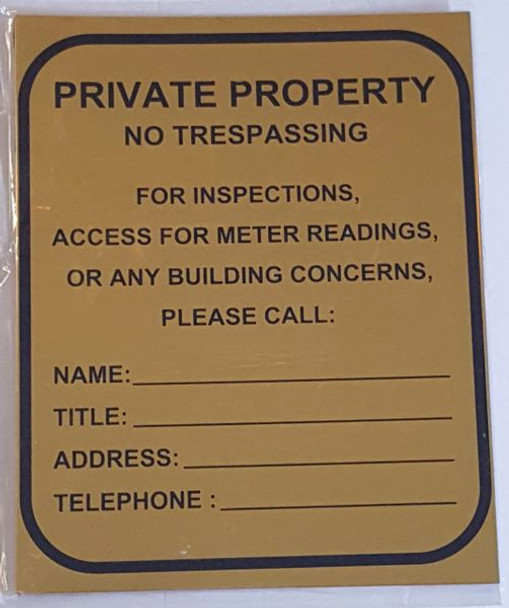 PRIVATE PROPERTY
NO TRESPASSING
FOR INSPECTIONS,
ACCESS FOR METER READINGS,
OR ANY BUILDING CONCERNS,
PLEASE CALL:
NAME:
TITLE:
ADDRESS:
TELEPHONE :